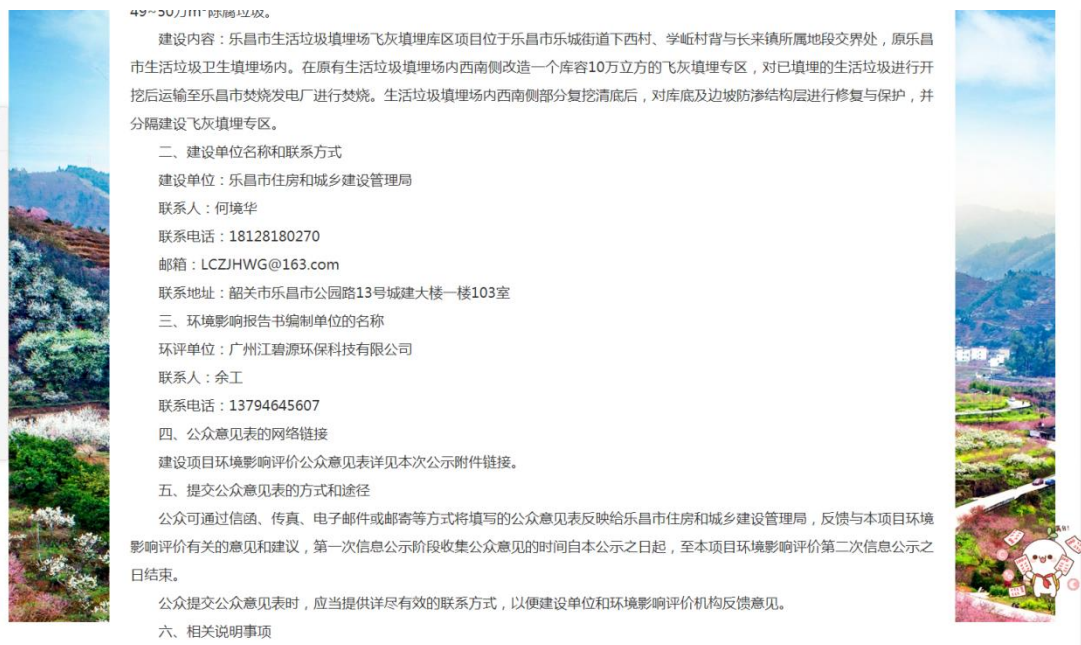 49~50万m³陈腐垃圾。
建设内容：乐昌市生活垃圾填埋场飞灰填埋库区项目位于乐昌市乐城街道下西村、学岻村背与长来镇所属地段交界处，原乐昌
市生活垃圾卫生填埋场内。在原有生活垃圾填埋场内西南侧改造一个库容10万立方的飞灰填埋专区，对已填埋的生活垃圾进行开
挖后运输至乐昌市焚烧发电厂进行焚烧。生活垃圾填埋场内西南侧部分复挖清底后，对库底及边坡防渗结构层进行修复与保护，并
分隔建设飞灰填埋专区。
二、建设单位名称和联系方式
建设单位：乐昌市住房和城乡建设管理局
联系人：何境华
联系电话：18128180270
邮箱：LCZJHWG@163.com
联系地址：韶关市乐昌市公园路13号城建大楼一楼103室
三、环境影响报告书编制单位的名称
环评单位：广州江碧源环保科技有限公司
联系人：余工
联系电话：13794645607
四、公众意见表的网络链接
建设项目环境影响评价公众意见表详见本次公示附件链接。
五、提交公众意见表的方式和途径
公众可通过信函、传真、电子邮件或邮寄等方式将填写的公众意见表反映给乐昌市住房和城乡建设管理局，反馈与本项目环境
影响评价有关的意见和建议，第一次信息公示阶段收集公众意见的时间自本公示之日起，至本项目环境影响评价第二次信息公示之
日结束。
公众提交公众意见表时，应当提供详尽有效的联系方式，以便建设单位和环境影响评价机构反馈意见。
六、相关说明事项